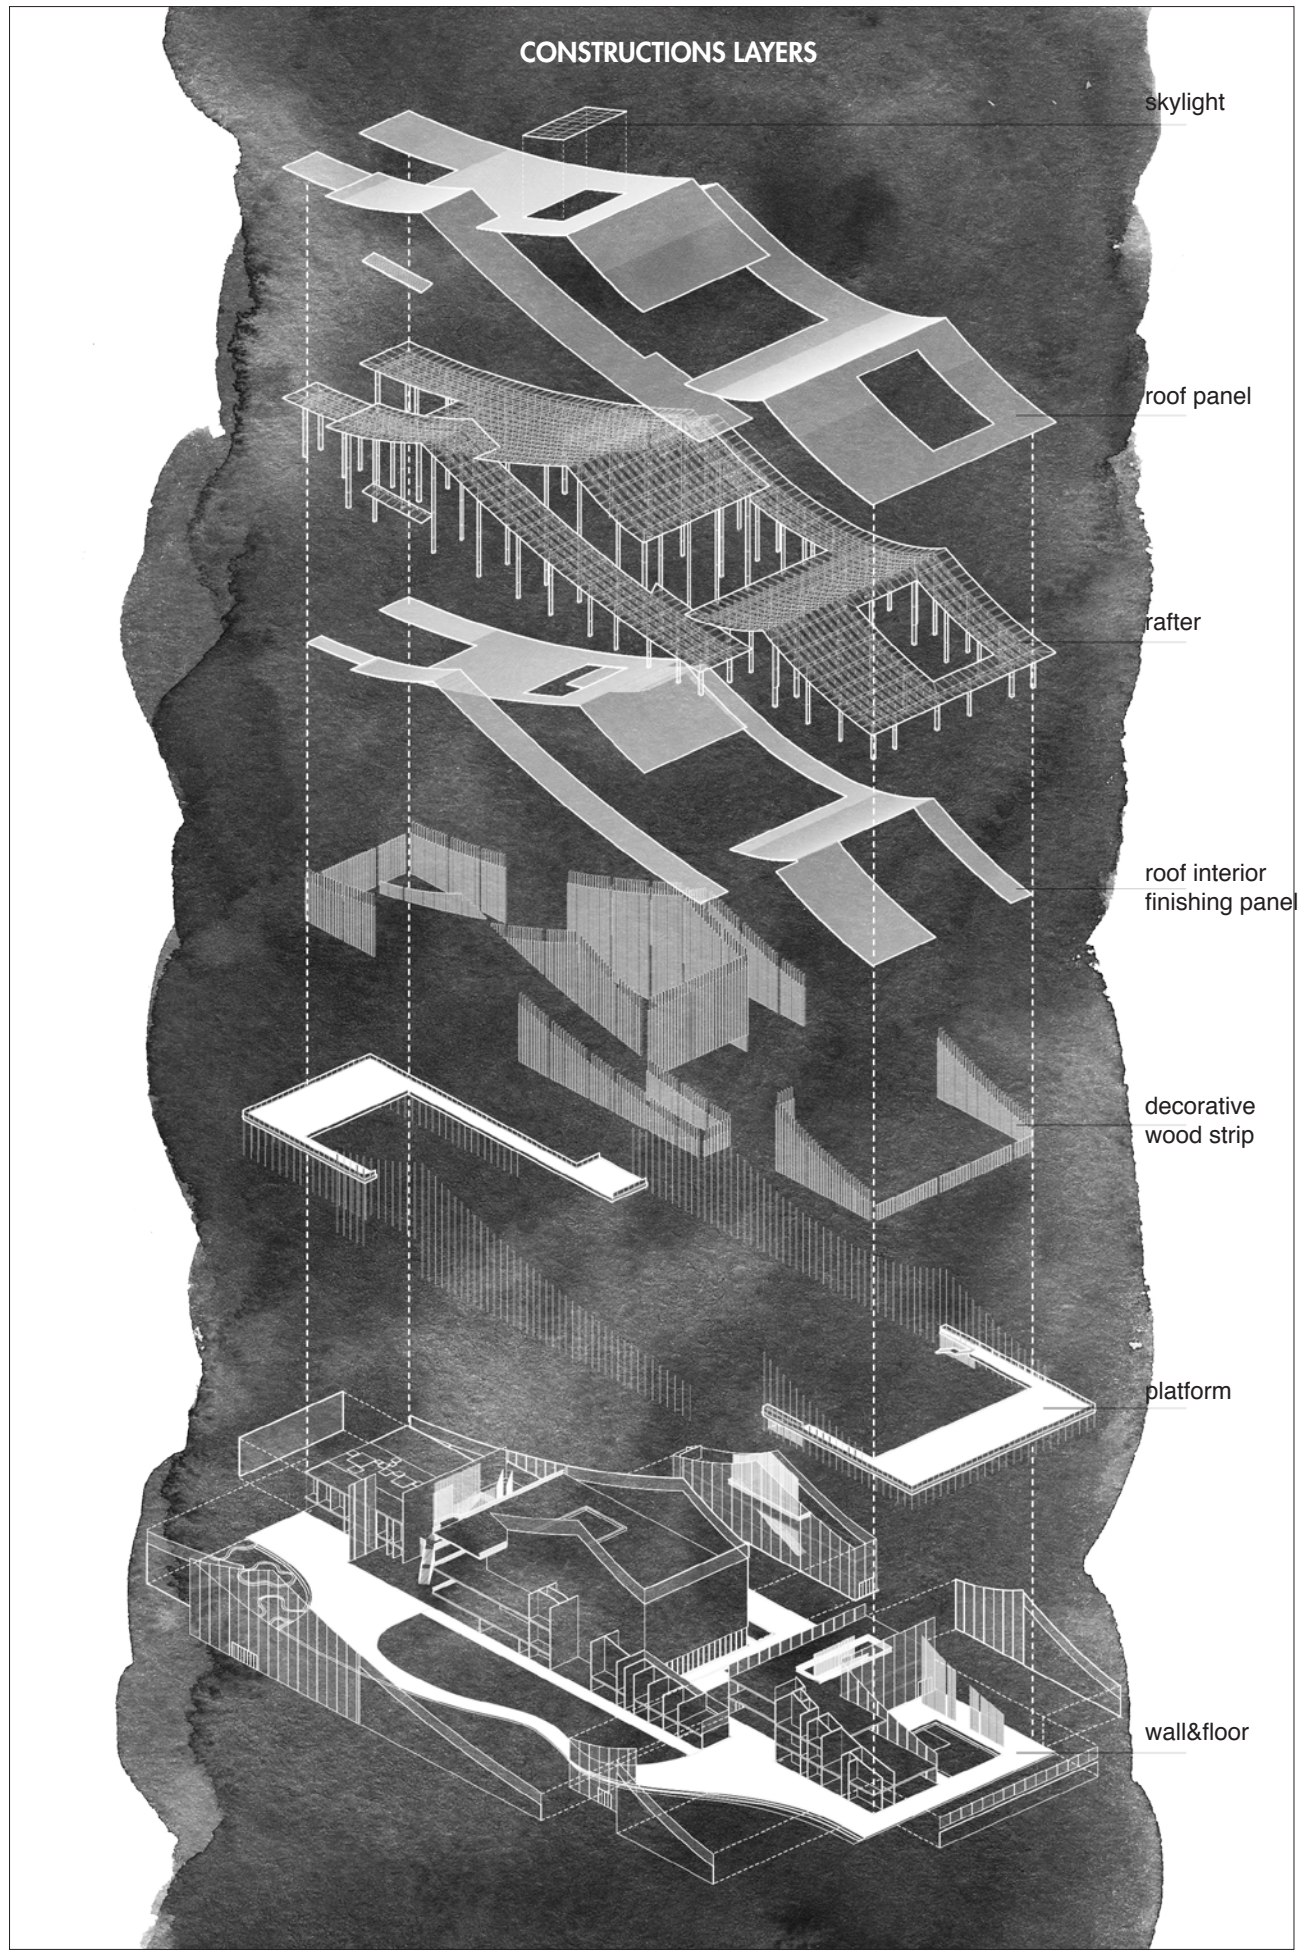 CONSTRUCTIONS LAYERS
skylight
roof panel
rafter
roof interior
finishing panel
decorative
wood strip
platform
wall&floor